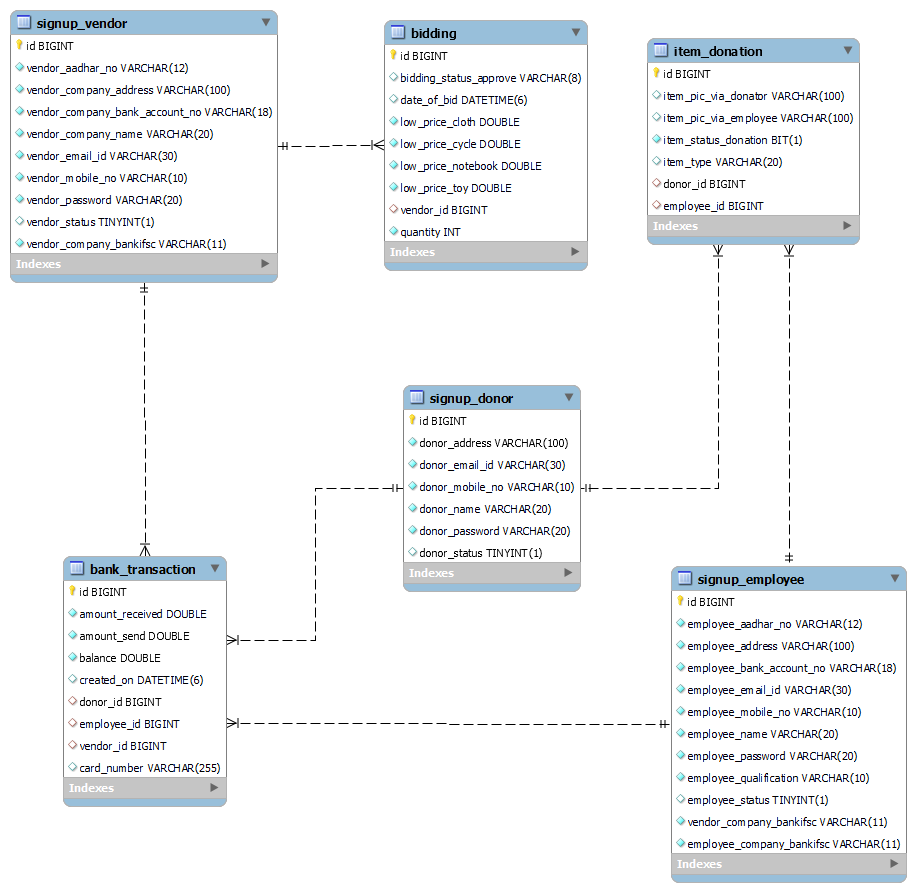 signup_vendor
id BIGINT
vendor_aadhar_no VARCHAR(12)
vendor_company_address VARCHAR(100)
vendor_company_bank_account_no VARCHAR(18)
vendor_company_name VARCHAR(20)
vendor_email_id VARCHAR(30)
vendor_mobile_no VARCHAR(10)
vendor_password VARCHAR(20)
vendor_status TINYINT(1)
vendor_company_bankifsc VARCHAR(11)
Indexes
bidding
id BIGINT
bidding_status_approve VARCHAR(8)
date_of_bid DATETIME(6)
low_price_cloth DOUBLE
low_price_cycle DOUBLE
low_price_notebook DOUBLE
low_price_toy DOUBLE
vendor_id BIGINT
quantity INT
Indexes
item_donation
id BIGINT
item_pic_via_donator VARCHAR(100)
item_pic_via_employee VARCHAR(100)
item_status_donation BIT(1)
item_type VARCHAR(20)
donor_id BIGINT
employee_id BIGINT
Indexes
signup_donor
id BIGINT
donor_address VARCHAR(100)
donor_email_id VARCHAR(30)
donor_mobile_no VARCHAR(10)
donor_name VARCHAR(20)
donor_password VARCHAR(20)
donor_status TINYINT(1)
Indexes
bank_transaction
id BIGINT
amount_received DOUBLE
amount_send DOUBLE
balance DOUBLE
created_on DATETIME(6)
donor_id BIGINT
employee_id BIGINT
vendor_id BIGINT
card_number VARCHAR(255)
Indexes
signup_employee
id BIGINT
employee_aadhar_no VARCHAR(12)
employee_address VARCHAR(100)
employee_bank_account_no VARCHAR(18)
employee_email_id VARCHAR(30)
employee_mobile_no VARCHAR(10)
employee_name VARCHAR(20)
employee_password VARCHAR(20)
employee_qualification VARCHAR(10)
employee_status TINYINT(1)
vendor_company_bankifsc VARCHAR(11)
employee_company_bankifsc VARCHAR(11)
Indexes